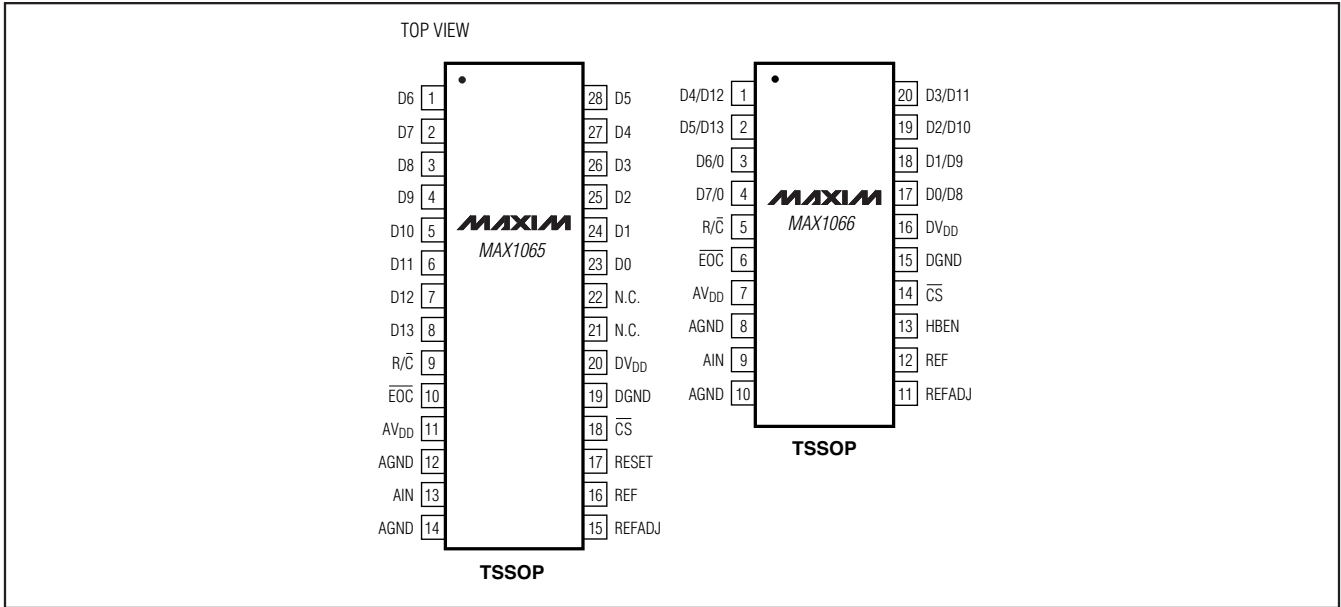 TOP VIEW
D6 1
D7 2
D8 3
D9 4
D10 5
D11 6
D12 7
D13 8
R/C̅ 9
E̅O̅C̅ 10
AVDD 11
AGND 12
AIN 13
AGND 14
MAXIM
MAX1065
28 D5
27 D4
26 D3
25 D2
24 D1
23 D0
22 N.C.
21 N.C.
20 DVDD
19 DGND
18 C̅S̅
17 RESET
16 REF
15 REFADJ
TSSOP
D4/D12 1
D5/D13 2
D6/0 3
D7/0 4
R/C̅ 5
E̅O̅C̅ 6
AVDD 7
AGND 8
AIN 9
AGND 10
MAXIM
MAX1066
20 D3/D11
19 D2/D10
18 D1/D9
17 D0/D8
16 DVDD
15 DGND
14 C̅S̅
13 HBEN
12 REF
11 REFADJ
TSSOP